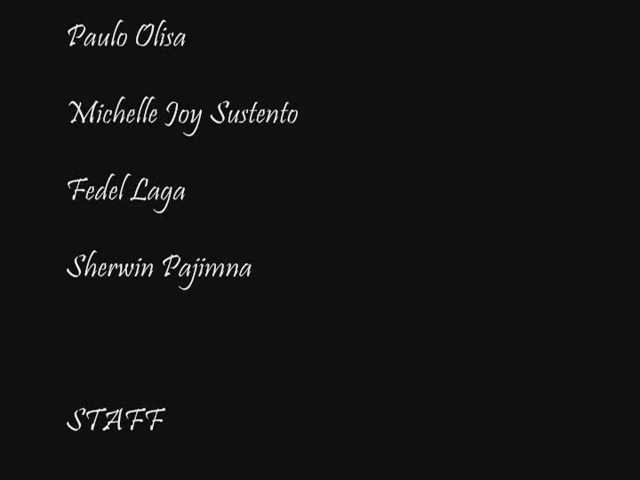 Paulo Olisa
Michelle Joy Sustento
Fedel Laga
Sherwin Pajimna
STAFF